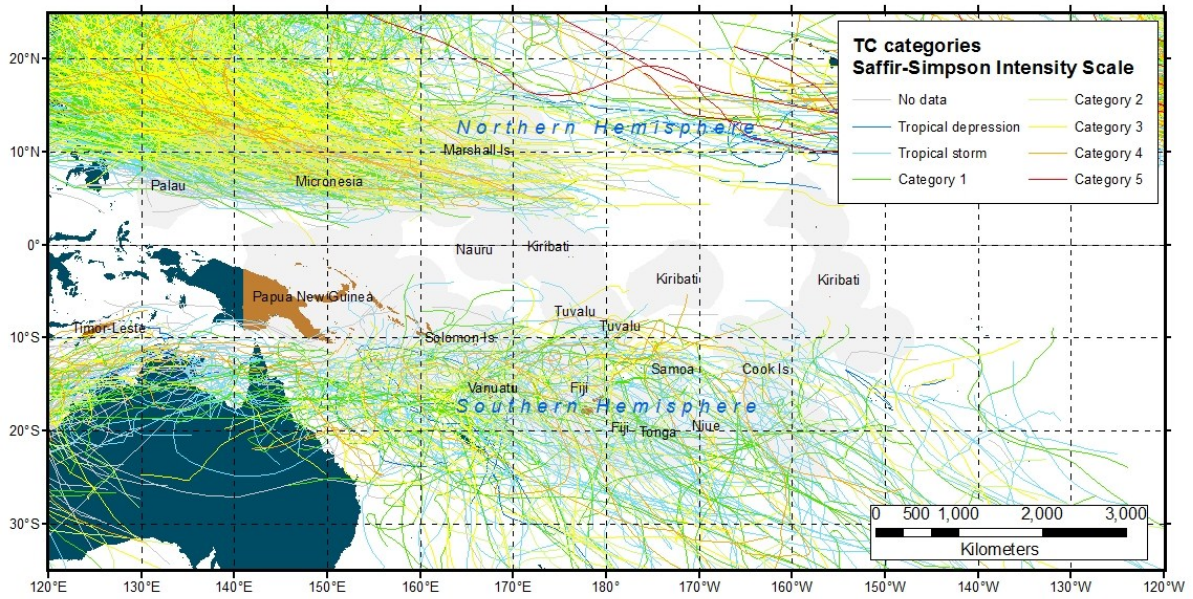 TC categories
Saffir-Simpson Intensity Scale
No data
Category 2
Tropical depression
Category 3
Tropical storm
Category 4
Category 1
Category 5
20°N
10°N
0°
10°S
20°S
30°S
Northern Hemisphere
Marshall Is.
Palau
Micronesia
Nauru
Kiribati
Kiribati
Kiribati
Papua New Guinea
Tuvalu
Timor-Leste
Tuvalu
Solomon Is.
Samoa
Cook Is.
Vanuatu
Fiji
Southern Hemisphere
Fiji
Tonga
Niue
0 500 1,000 2,000 3,000
Kilometers
120°E 130°E 140°E 150°E 160°E 170°E 180° 170°W 160°W 150°W 140°W 130°W 120°W